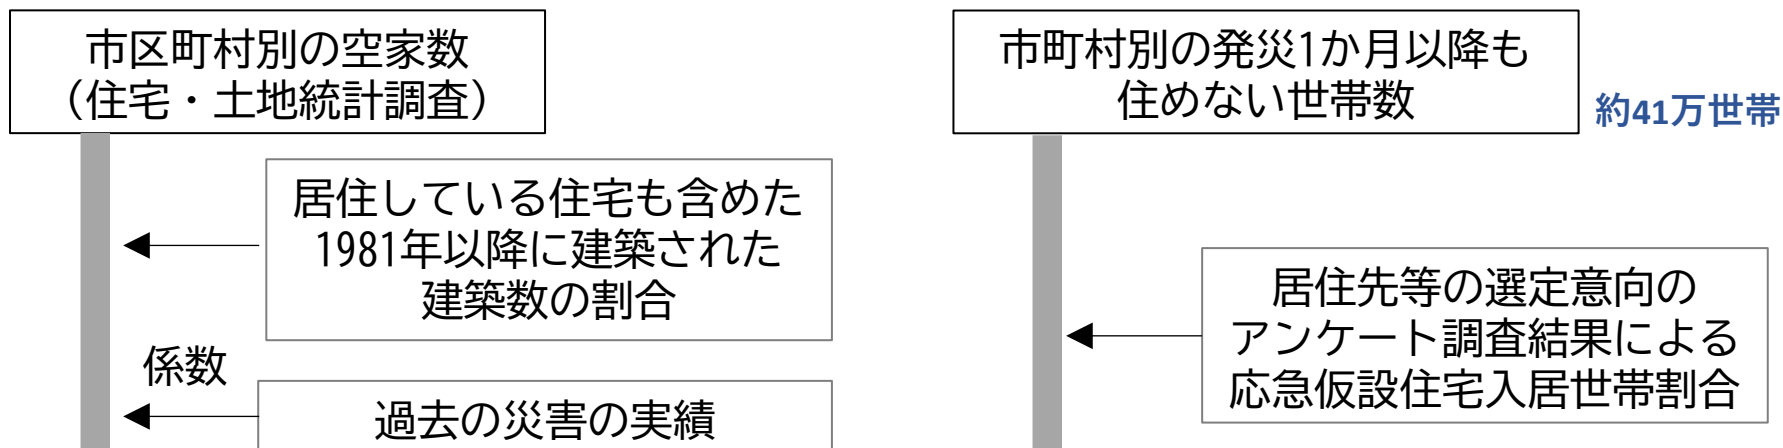 市区町村別の空家数
（住宅・土地統計調査）
市町村別の発災1か月以降も
住めない世帯数
約41万世帯
居住している住宅も含めた
1981年以降に建築された
建築数の割合
居住先等の選定意向の
アンケート調査結果による
応急仮設住宅入居世帯割合
係数
過去の災害の実績